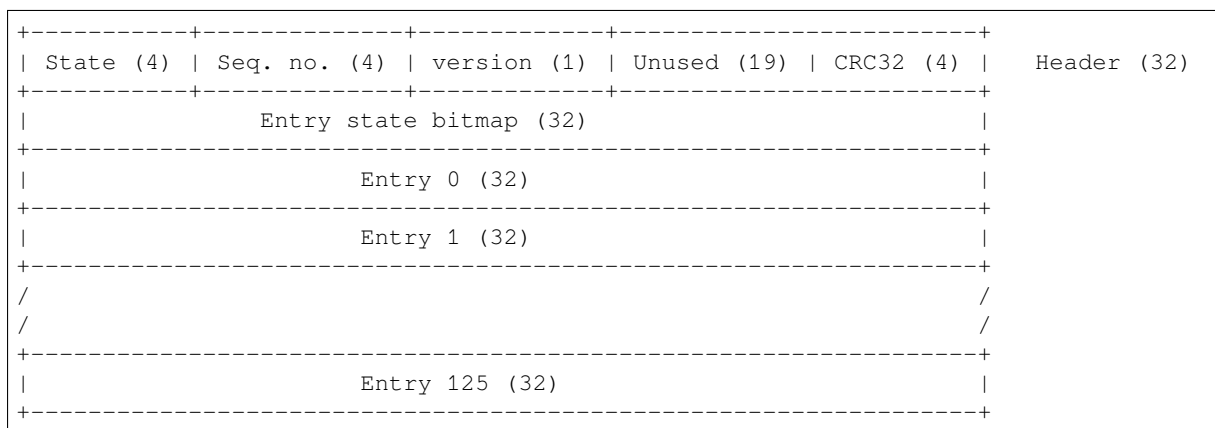 +-----------+--------------+-------------+-------------------------+
| State (4) | Seq. no. (4) | version (1) | Unused (19) | CRC32 (4) |   Header (32)
+-----------+--------------+-------------+-------------------------+
|                Entry state bitmap (32)                           |
+------------------------------------------------------------------+
|                       Entry 0 (32)                               |
+------------------------------------------------------------------+
|                       Entry 1 (32)                               |
+------------------------------------------------------------------+
/                                                                  /
/                                                                  /
+------------------------------------------------------------------+
|                       Entry 125 (32)                             |
+------------------------------------------------------------------+